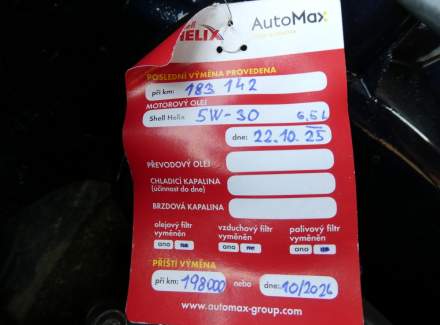 Shell
HELIX
AutoMax
POSLEDNÍ VÝMĚNA PROVEDENA
při km: 183 142
MOTOROVÝ OLEJ
Shell Helix 5W-30 6,5L
dne: 22.10.25
PŘEVODOVÝ OLEJ
CHLADICÍ KAPALINA
(účinnost do dne)
BRZDOVÁ KAPALINA
olejový filtr vzduchový filtr palivový filtr
vyměněn vyměněn vyměněn
ano ano ano
PŘÍŠTÍ VÝMĚNA
při km: 198000 nebo dne: 10/2026
www.automax-group.com